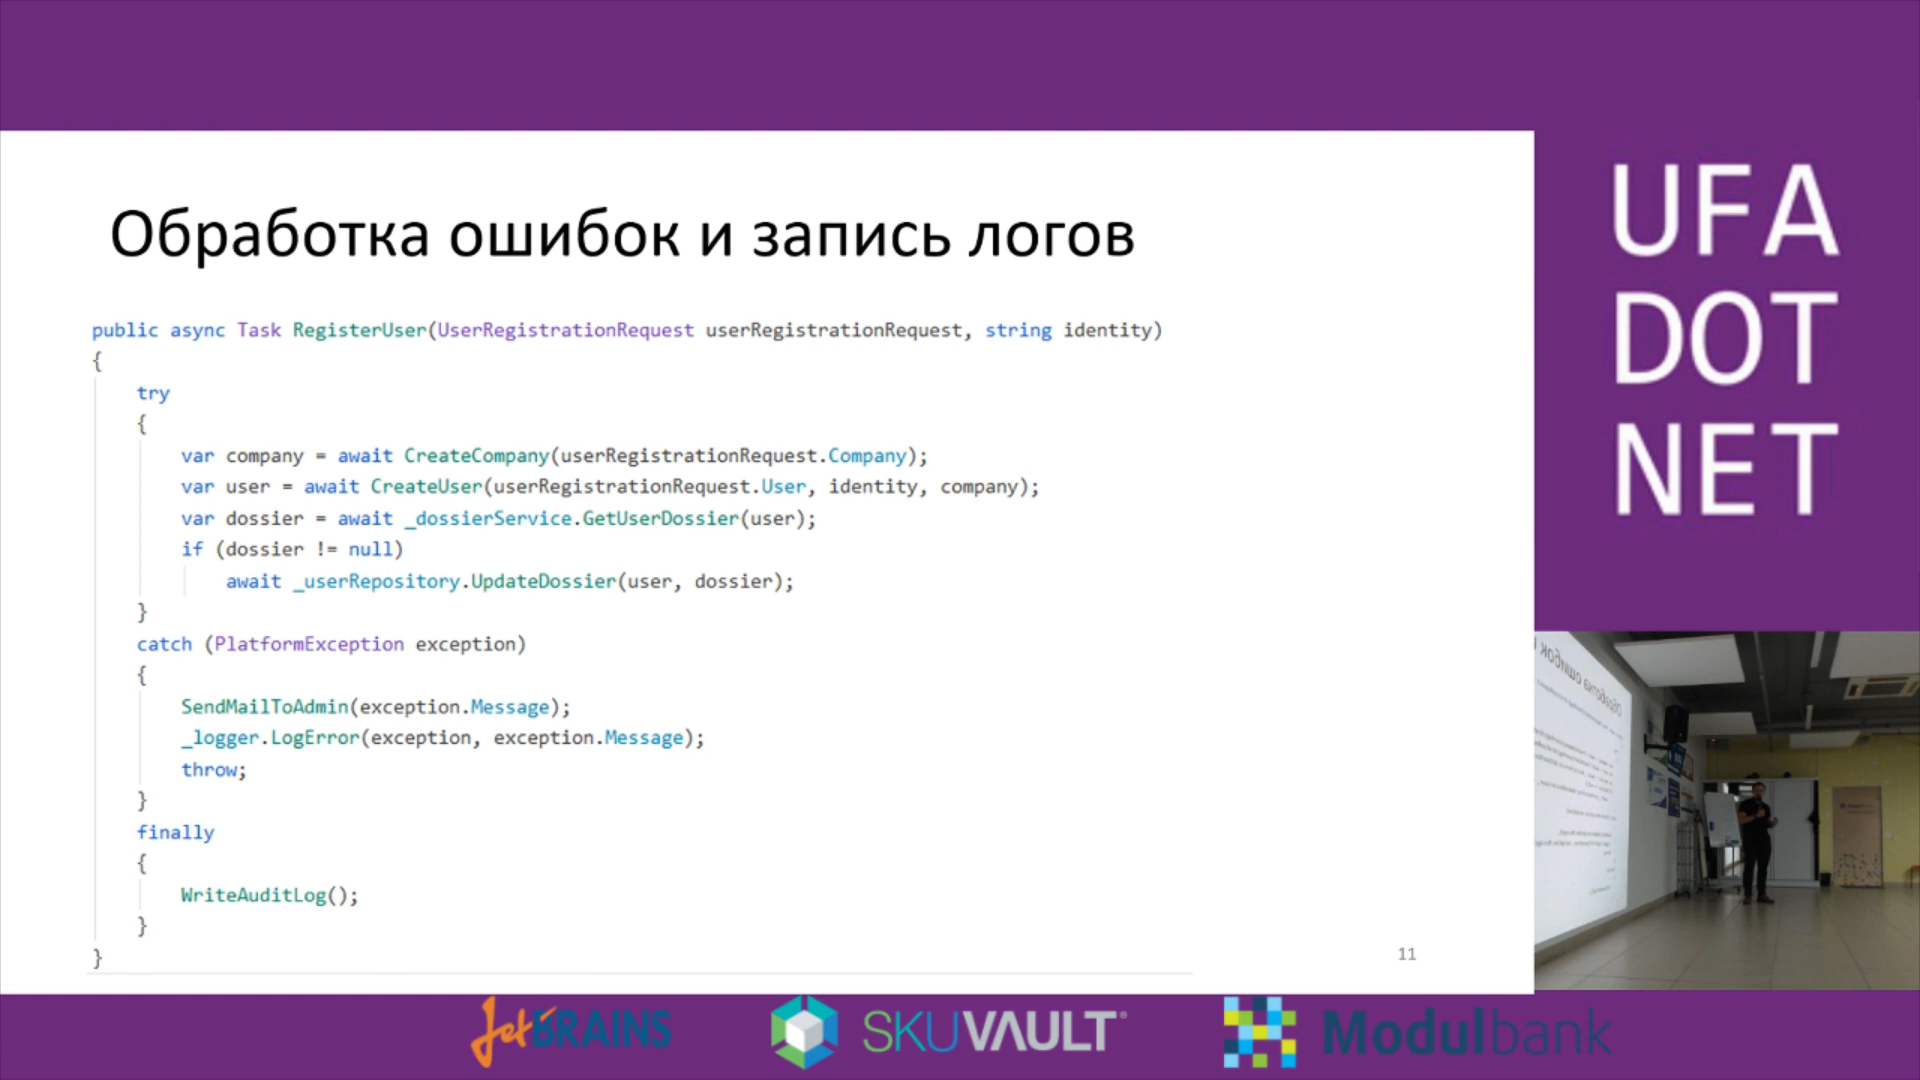 Обработка ошибок и запись логов
public async Task RegisterUser(UserRegistrationRequest userRegistrationRequest, string identity)
{
try
{
var company = await CreateCompany(userRegistrationRequest.Company);
var user = await CreateUser(userRegistrationRequest.User, identity, company);
var dossier = await _dossierService.GetUserDossier(user);
if (dossier != null)
await _userRepository.UpdateDossier(user, dossier);
}
catch (PlatformException exception)
{
SendMailToAdmin(exception.Message);
_logger.LogError(exception, exception.Message);
throw;
}
finally
{
WriteAuditLog();
}
}
11
UFA
DOT
NET
Обработка ошибок
JetBRAINS
SKUVAULT®
Modulbank